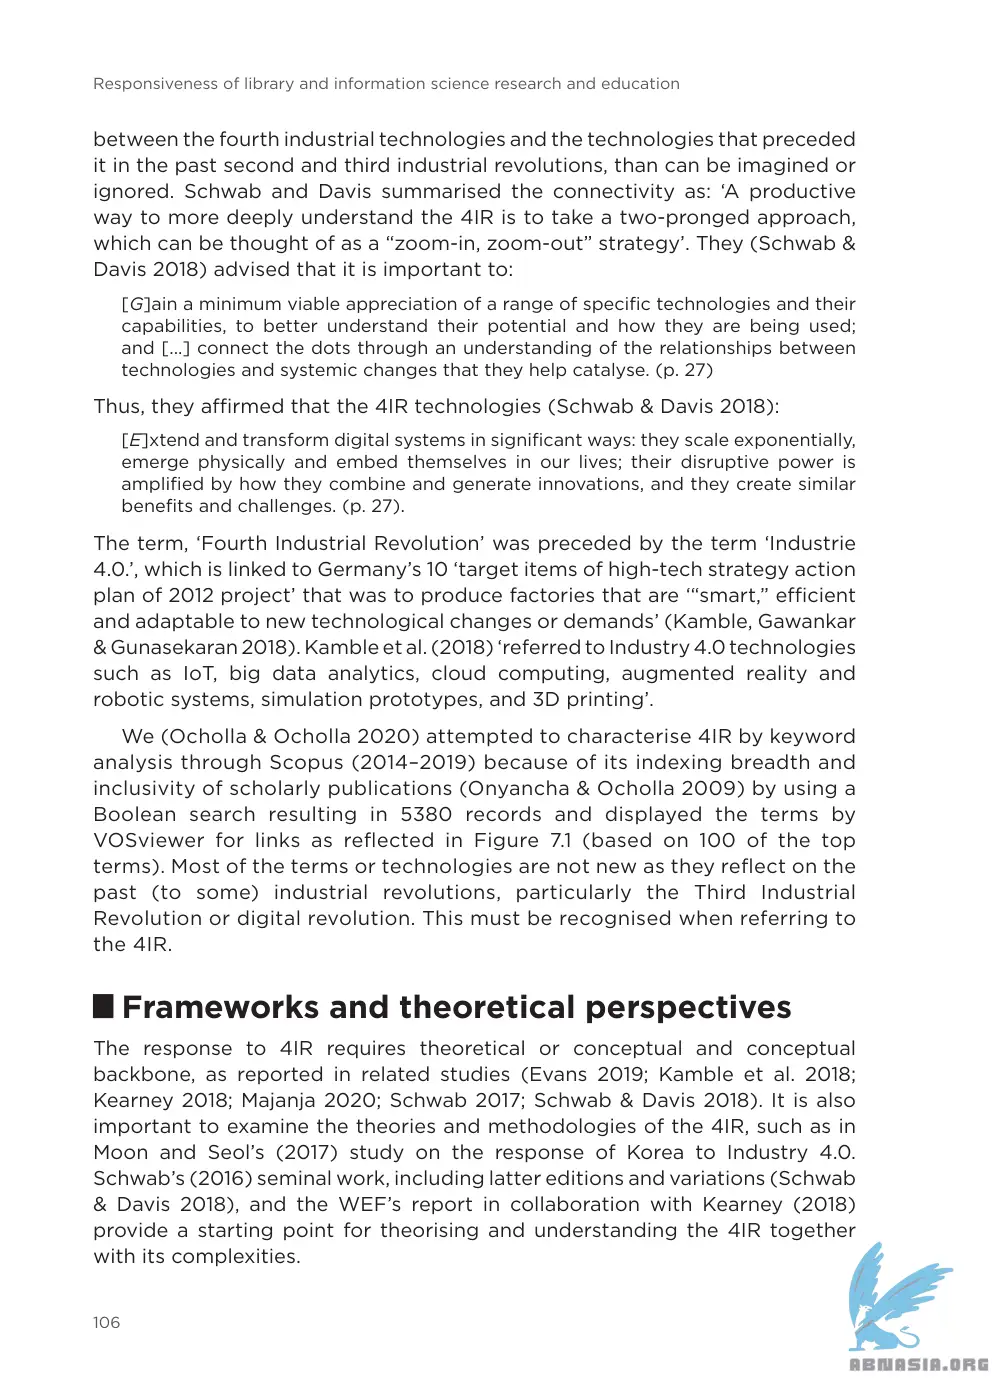 Responsiveness of library and information science research and education
between the fourth industrial technologies and the technologies that preceded
it in the past second and third industrial revolutions, than can be imagined or
ignored. Schwab and Davis summarised the connectivity as: ‘A productive
way to more deeply understand the 4IR is to take a two-pronged approach,
which can be thought of as a “zoom-in, zoom-out” strategy’. They (Schwab &
Davis 2018) advised that it is important to:
[G]ain a minimum viable appreciation of a range of specific technologies and their
capabilities, to better understand their potential and how they are being used;
and [...] connect the dots through an understanding of the relationships between
technologies and systemic changes that they help catalyse. (p. 27)
Thus, they affirmed that the 4IR technologies (Schwab & Davis 2018):
[E]xtend and transform digital systems in significant ways: they scale exponentially,
emerge physically and embed themselves in our lives; their disruptive power is
amplified by how they combine and generate innovations, and they create similar
benefits and challenges. (p. 27).
The term, ‘Fourth Industrial Revolution’ was preceded by the term ‘Industrie
4.0.’, which is linked to Germany’s 10 ‘target items of high-tech strategy action
plan of 2012 project’ that was to produce factories that are ‘“smart,” efficient
and adaptable to new technological changes or demands’ (Kamble, Gawankar
& Gunasekaran 2018). Kamble et al. (2018) ‘referred to Industry 4.0 technologies
such as IoT, big data analytics, cloud computing, augmented reality and
robotic systems, simulation prototypes, and 3D printing’.
We (Ocholla & Ocholla 2020) attempted to characterise 4IR by keyword
analysis through Scopus (2014–2019) because of its indexing breadth and
inclusivity of scholarly publications (Onyancha & Ocholla 2009) by using a
Boolean search resulting in 5380 records and displayed the terms by
VOSviewer for links as reflected in Figure 7.1 (based on 100 of the top
terms). Most of the terms or technologies are not new as they reflect on the
past (to some) industrial revolutions, particularly the Third Industrial
Revolution or digital revolution. This must be recognised when referring to
the 4IR.
Frameworks and theoretical perspectives
The response to 4IR requires theoretical or conceptual and conceptual
backbone, as reported in related studies (Evans 2019; Kamble et al. 2018;
Kearney 2018; Majanja 2020; Schwab 2017; Schwab & Davis 2018). It is also
important to examine the theories and methodologies of the 4IR, such as in
Moon and Seol’s (2017) study on the response of Korea to Industry 4.0.
Schwab’s (2016) seminal work, including latter editions and variations (Schwab
& Davis 2018), and the WEF’s report in collaboration with Kearney (2018)
provide a starting point for theorising and understanding the 4IR together
with its complexities.
106
ABNASIA.ORG